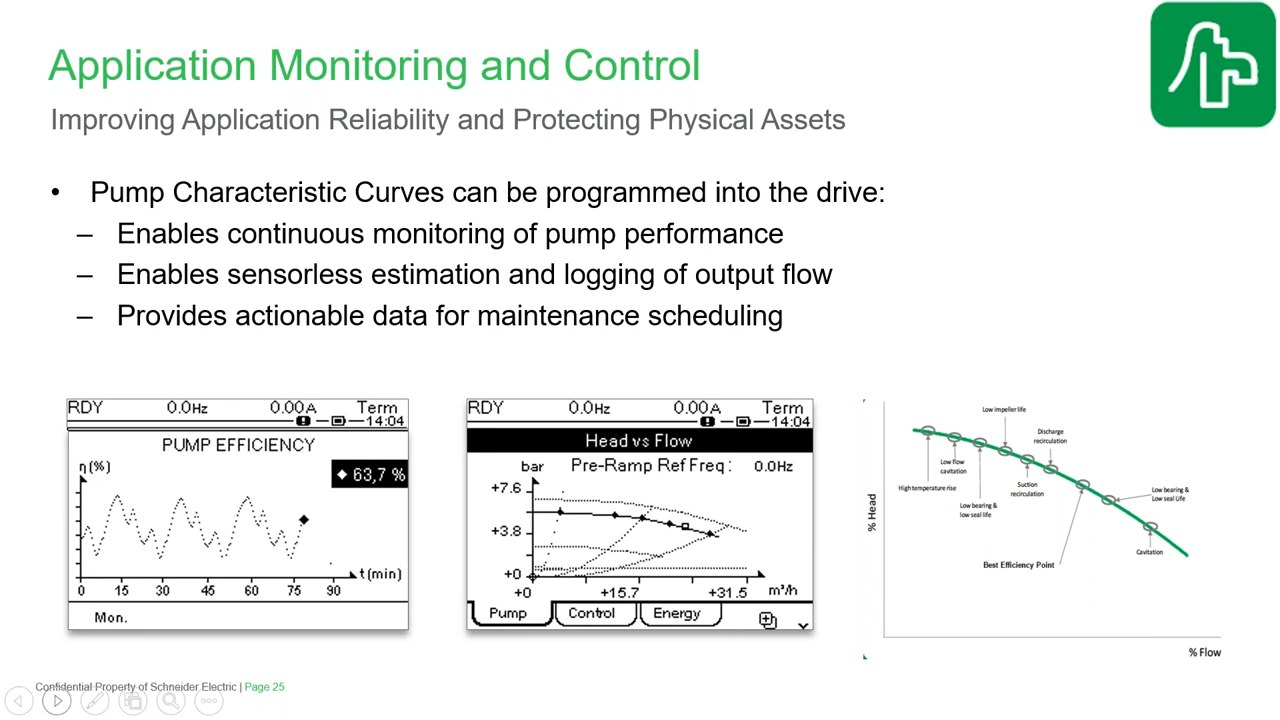 Application Monitoring and Control
Improving Application Reliability and Protecting Physical Assets
• Pump Characteristic Curves can be programmed into the drive:
– Enables continuous monitoring of pump performance
– Enables sensorless estimation and logging of output flow
– Provides actionable data for maintenance scheduling
RDY 0.0Hz 0.00A Term
14:04
PUMP EFFICIENCY
η(%)
63,7 %
t(min)
0 15 30 45 60 75 90
Mon.
RDY 0.0Hz 0.00A Term
14:04
Head vs Flow
bar Pre-Ramp Ref Freq: 0.0Hz
+7.6
+3.8
+0
+0 +15.7 +31.5 m³/h
Pump Control Energy
Low impeller life
Discharge
recirculation
Low flow
cavitation
High temperature rise
Suction
recirculation
Low bearing &
low seal life
Low bearing &
Low seal Life
Cavitation
Best Efficiency Point
% Head
% Flow
Confidential Property of Schneider Electric | Page 25